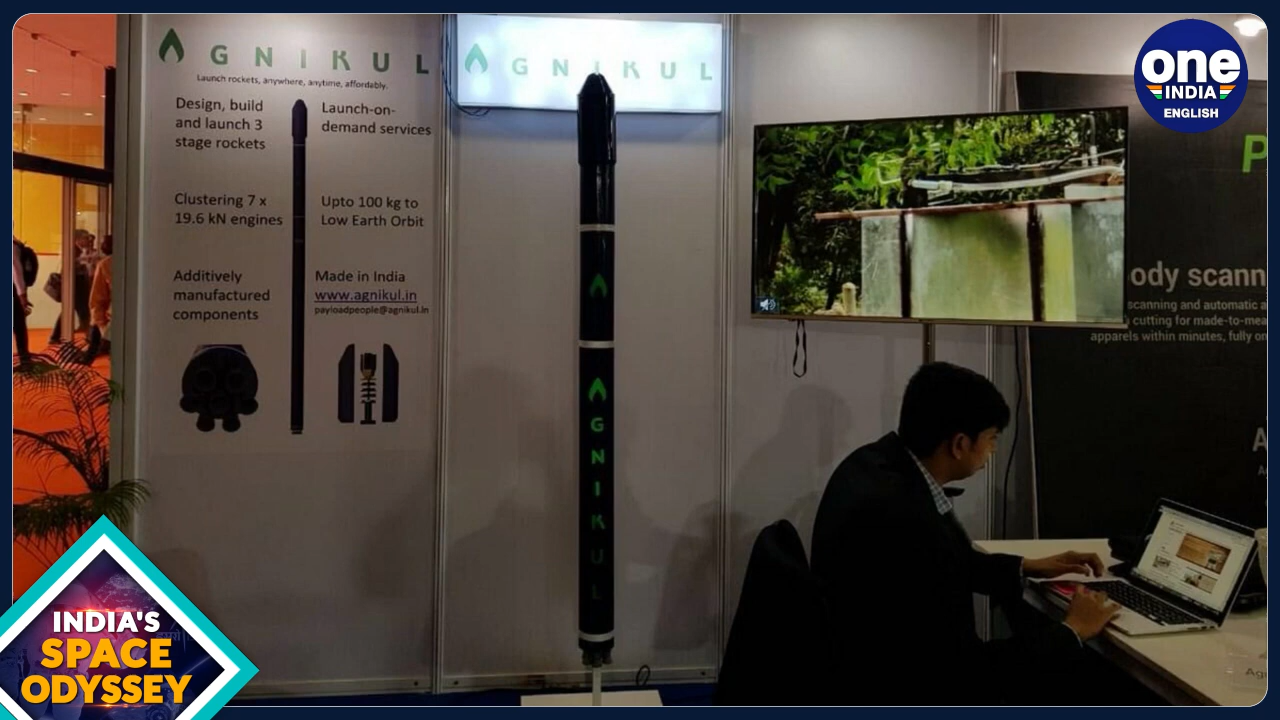 AGNIKUL
Launch rockets, anywhere, anytime, affordably.
Design, build
and launch 3
stage rockets
Launch-on-
demand services
Clustering 7 x
19.6 kN engines
Upto 100 kg to
Low Earth Orbit
Additively
manufactured
components
Made in India
www.agnikul.in
payloadpeople@agnikul.in
AGNIKUL
AGNIKUL
one
INDIA
ENGLISH
P
ody scann
scanning and automatic a
cutting for made-to-mea
apparels within minutes, fully on
A
INDIA'S
SPACE
ODYSSEY